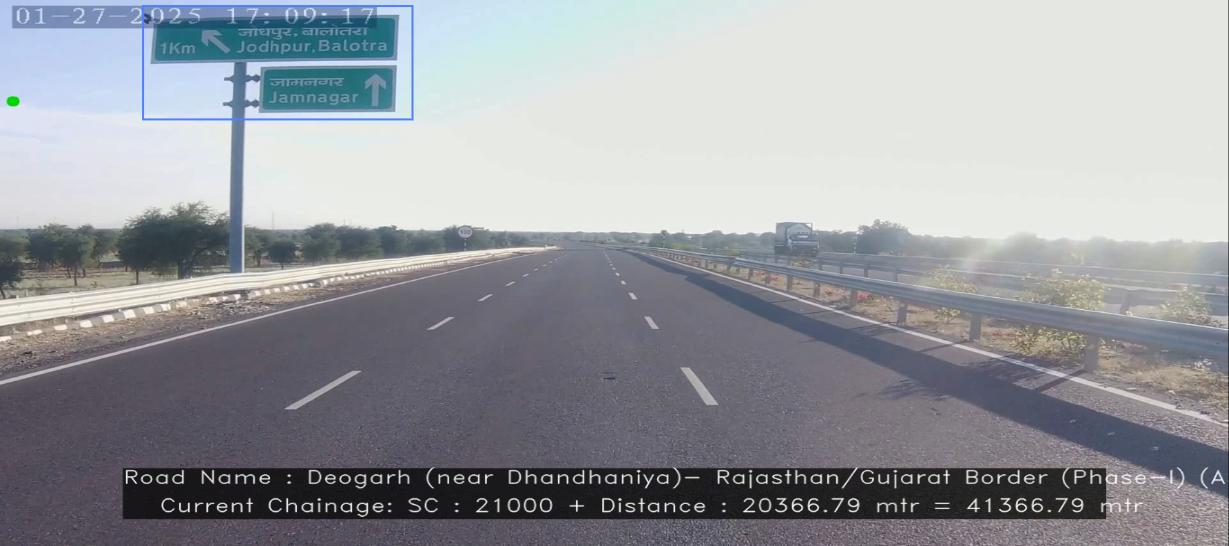 01-27-2025 17:09:17
जोधपुर, बालोतरा
1Km Jodhpur,Balotra
जामनगर
Jamnagar
Road Name : Deogarh (near Dhandhaniya)— Rajasthan/Gujarat Border (Phase—I) (A
Current Chainage: SC : 21000 + Distance : 20366.79 mtr = 41366.79 mtr